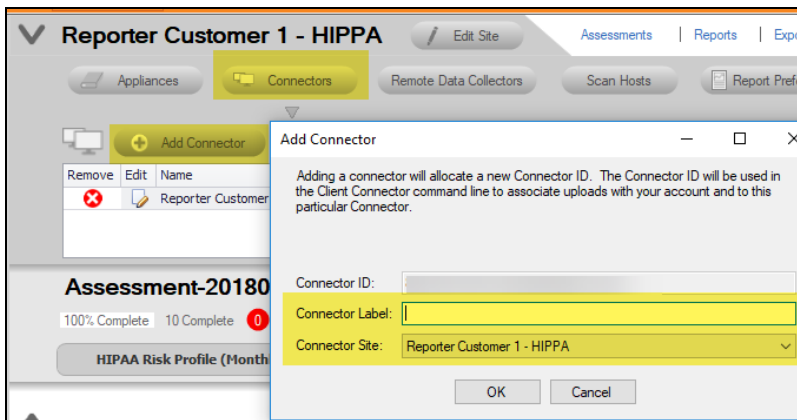 Reporter Customer 1 - HIPPA
Edit Site
Assessments | Reports |
Appliances
Connectors
Remote Data Collectors
Scan Hosts
Report
Add Connector
Remove Edit Name
Reporter Customer
Assessment-20180
100% Complete 10 Complete 0
HIPAA Risk Profile (Month
Add Connector
Adding a connector will allocate a new Connector ID. The Connector ID will be used in
the Client Connector command line to associate uploads with your account and to this
particular Connector.
Connector ID:
Connector Label:
Connector Site: Reporter Customer 1 - HIPPA
OK Cancel